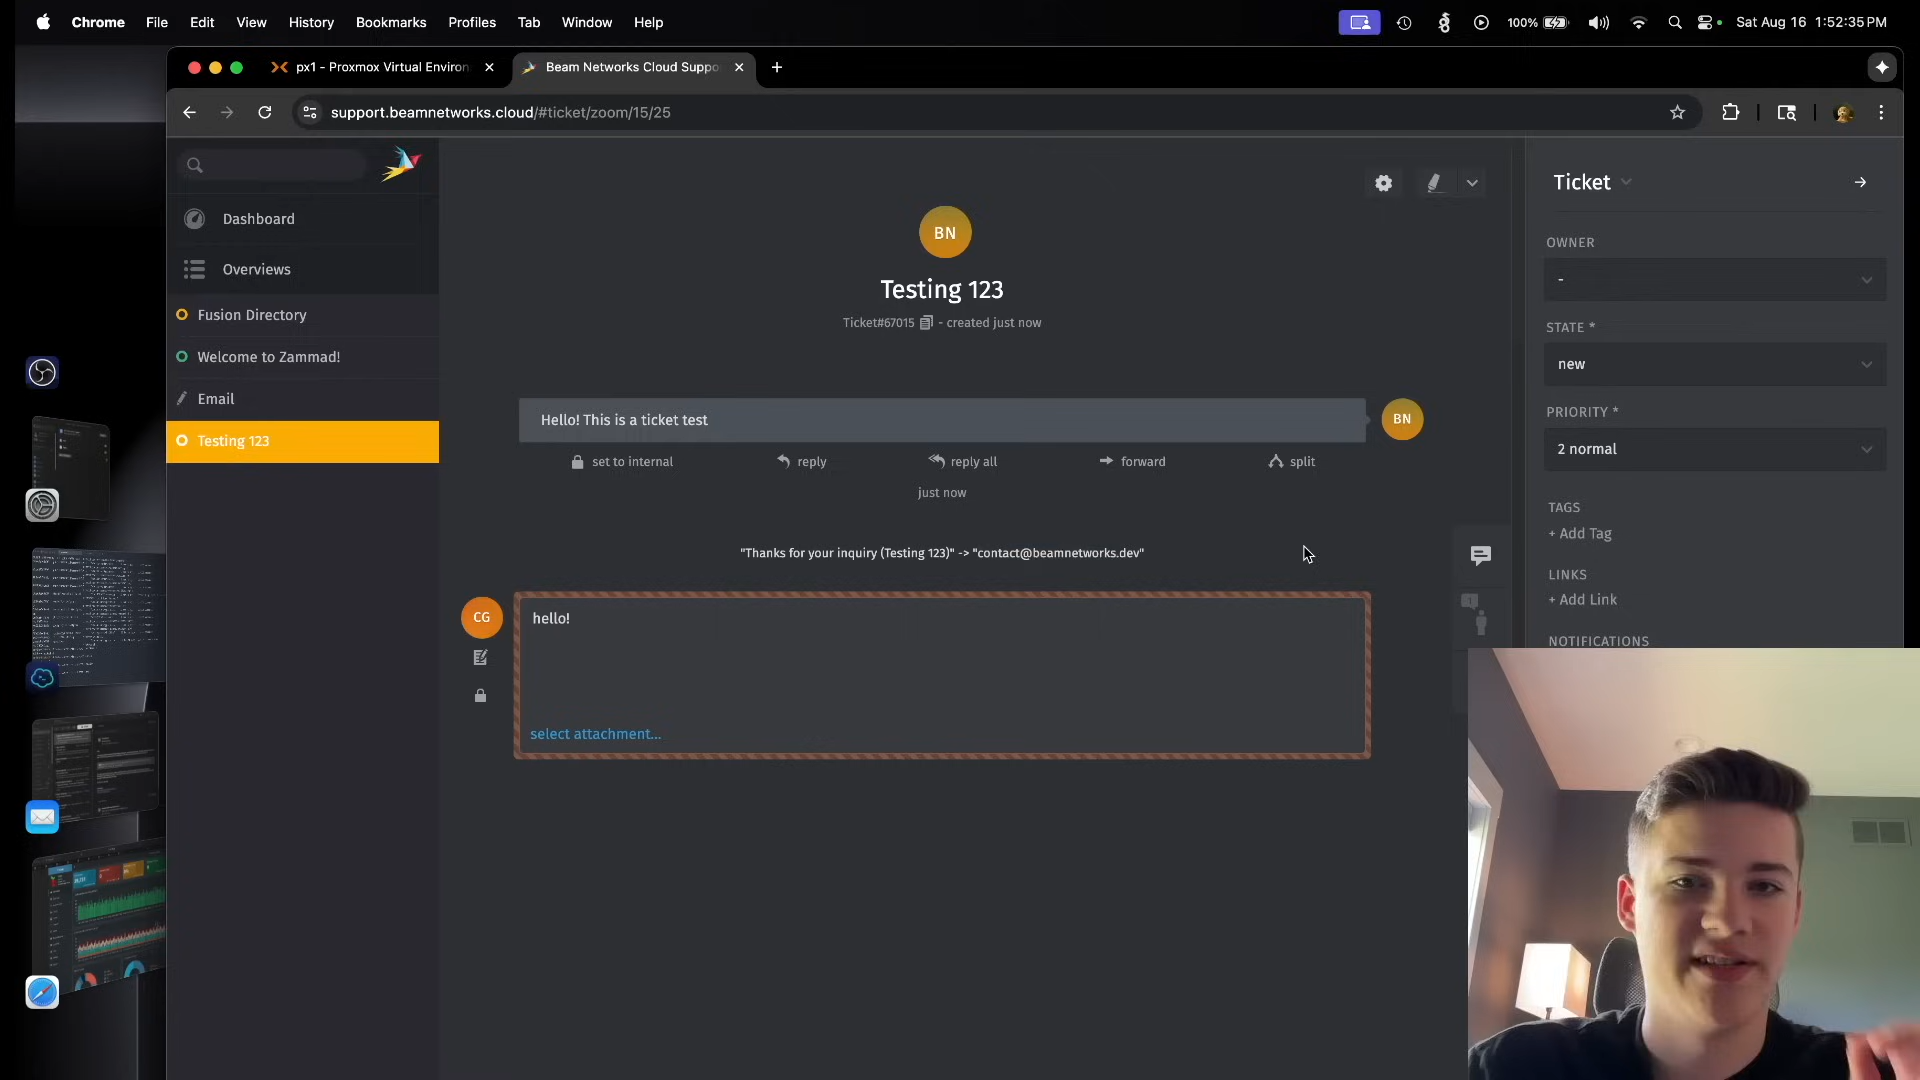 Chrome File Edit View History Bookmarks Profiles Tab Window Help 100% Sat Aug 16 1:52:35 PM
px1 - Proxmox Virtual Environ
Beam Networks Cloud Suppo
support.beamnetworks.cloud/#ticket/zoom/15/25
Dashboard
Overviews
Fusion Directory
Welcome to Zammad!
Email
Testing 123
BN
Testing 123
Ticket#67015 - created just now
Hello! This is a ticket test
BN
set to internal reply reply all forward split
just now
"Thanks for your inquiry (Testing 123)" -> "contact@beamnetworks.dev"
CG
hello!
select attachment...
1
Ticket
OWNER
-
STATE *
new
PRIORITY *
2 normal
TAGS
+ Add Tag
LINKS
+ Add Link
NOTIFICATIONS